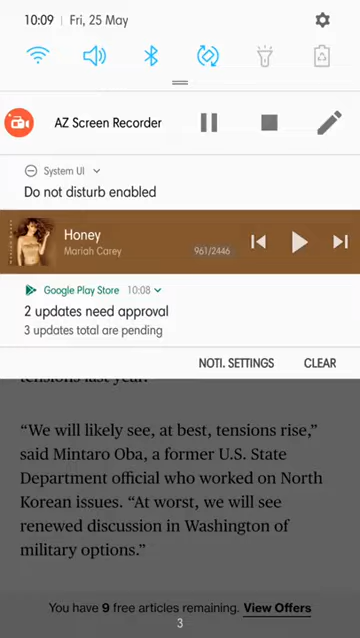 10:09 | Fri, 25 May
AZ Screen Recorder
System UI
Do not disturb enabled
Honey
Mariah Carey
961/2446
Google Play Store 10:08
2 updates need approval
3 updates total are pending
NOTI. SETTINGS CLEAR
tensions last year.
“We will likely see, at best, tensions rise,”
said Mintaro Oba, a former U.S. State
Department official who worked on North
Korean issues. “At worst, we will see
renewed discussion in Washington of
military options.”
You have 9 free articles remaining. View Offers
3